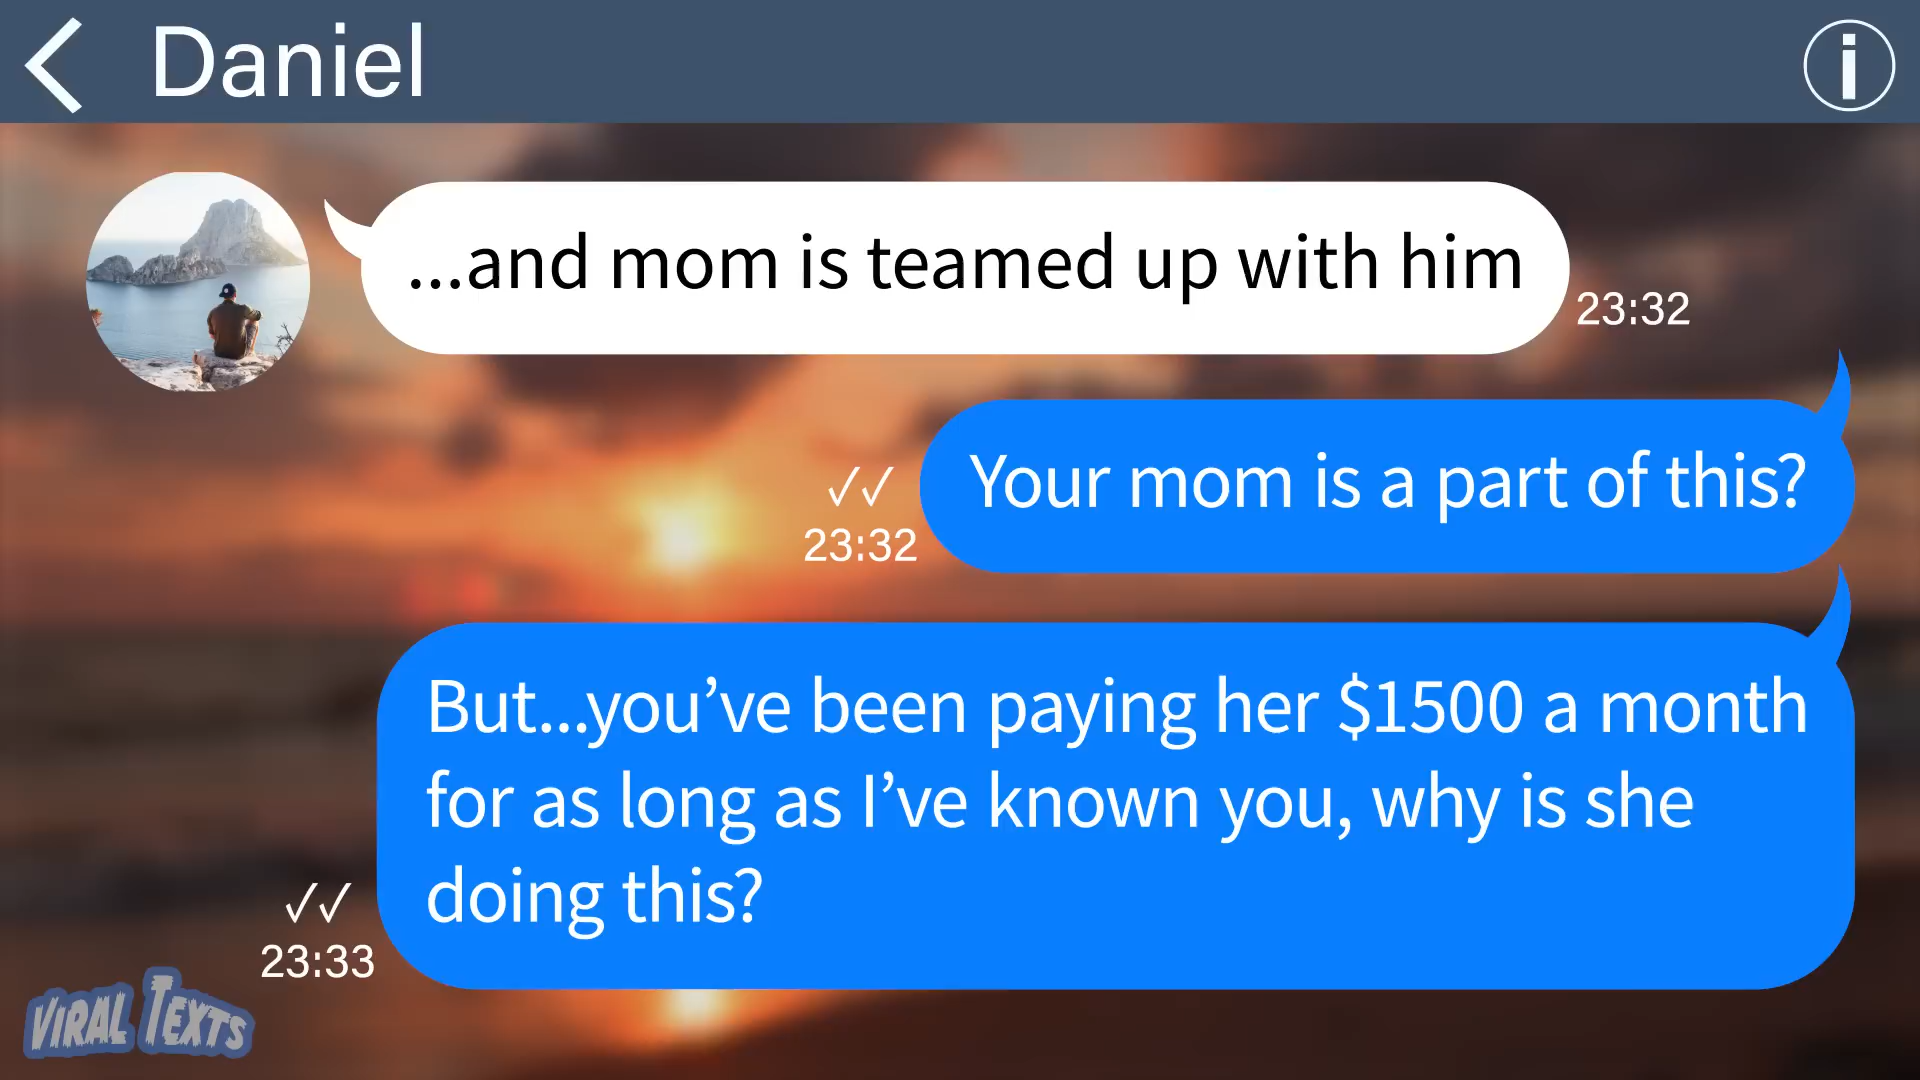 Daniel
...and mom is teamed up with him
23:32
Your mom is a part of this?
23:32
But...you’ve been paying her $1500 a month
for as long as I’ve known you, why is she
doing this?
23:33
VIRAL TEXTS